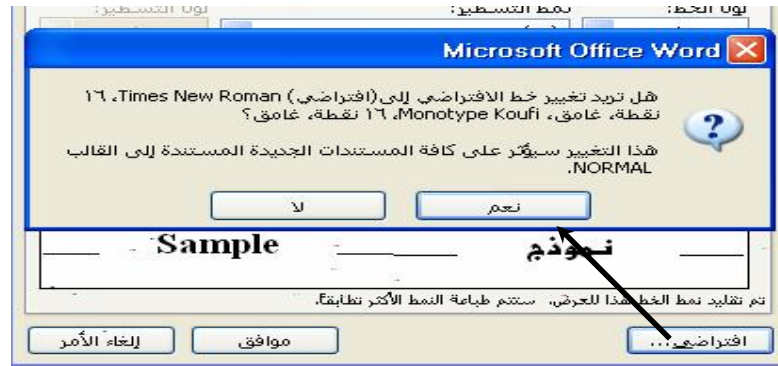 لون الخط: نمط التسطير: لون التسطير:
Microsoft Office Word
هل تريد تغيير خط الافتراضي إلى(افتراضي) Times New Roman، ١٦
نقطة، غامق، Monotype Koufi، ١٦ نقطة، غامق؟
هذا التغيير سيؤثر على كافة المستندات الجديدة المستندة إلى القالب
NORMAL.
نعم لا
نموذج Sample
تم تقليد نمط الخط هذا للعرض. ستتم طباعة النمط الأكثر تطابقاً.
افتراضي... موافق إلغاء الأمر